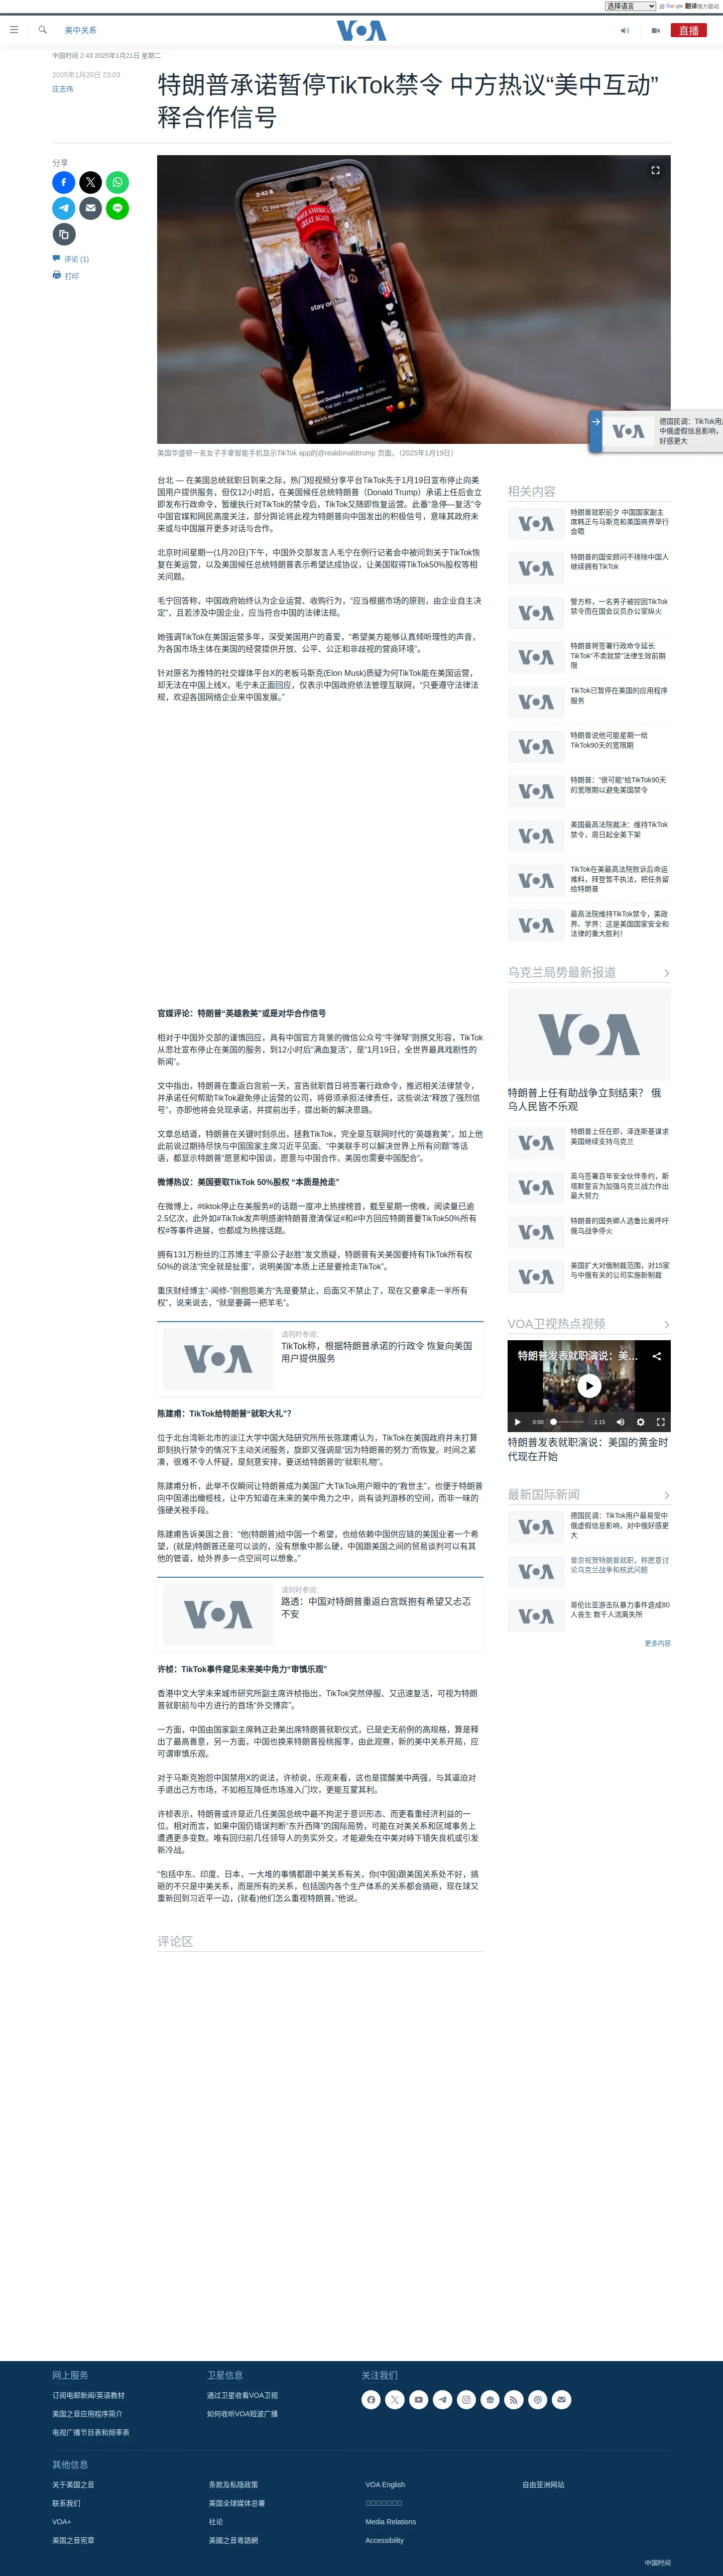 选择语言 由 Google 翻译强力驱动
美中关系
VOA
直播
中国时间 2:43 2025年1月21日 星期二
2025年1月20日 23:03
庄志伟
特朗普承诺暂停TikTok禁令 中方热议“美中互动”
释合作信号
分享
评论 (1)
打印
2:43
MAKE AMERICA GREAT AGAIN
stay online
President Donald J Trump
美国华盛顿一名女子手拿智能手机显示TikTok app的@realdonaldtrump 页面。（2025年1月19日）
德国民调：TikTok用
中俄虚假信息影响，
好感更大
台北 — 在美国总统就职日到来之际，热门短视频分享平台TikTok先于1月19日宣布停止向美
国用户提供服务，但仅12小时后，在美国候任总统特朗普（Donald Trump）承诺上任后会立
即发布行政命令，暂缓执行对TikTok的禁令后，TikTok又随即恢复运营。此番“急停—复活”令
中国官媒和网民高度关注，部分舆论将此视为特朗普向中国发出的积极信号，意味其政府未
来或与中国展开更多对话与合作。
北京时间星期一(1月20日)下午，中国外交部发言人毛宁在例行记者会中被问到关于TikTok恢
复在美运营，以及美国候任总统特朗普表示希望达成协议，让美国取得TikTok50%股权等相
关问题。
毛宁回答称，中国政府始终认为企业运营、收购行为，“应当根据市场的原则，由企业自主决
定”，且若涉及中国企业，应当符合中国的法律法规。
她强调TikTok在美国运营多年，深受美国用户的喜爱，“希望美方能够认真倾听理性的声音，
为各国市场主体在美国的经营提供开放、公平、公正和非歧视的营商环境”。
针对原名为推特的社交媒体平台X的老板马斯克(Elon Musk)质疑为何TikTok能在美国运营，
却无法在中国上线X，毛宁未正面回应，仅表示中国政府依法管理互联网，“只要遵守法律法
规，欢迎各国网络企业来中国发展。”
官媒评论：特朗普“英雄救美”或是对华合作信号
相对于中国外交部的谨慎回应，具有中国官方背景的微信公众号“牛弹琴”则撰文形容，TikTok
从悲壮宣布停止在美国的服务，到12小时后“满血复活”，是“1月19日，全世界最具戏剧性的
新闻”。
文中指出，特朗普在重返白宫前一天，宣告就职首日将签署行政命令，推迟相关法律禁令，
并承诺任何帮助TikTok避免停止运营的公司，将毋须承担法律责任，这些说法“释放了强烈信
号”，亦即他将会兑现承诺，并提前出手，提出新的解决思路。
文章总结道，特朗普在关键时刻杀出，拯救TikTok，完全是互联网时代的“英雄救美”，加上他
此前说过期待尽快与中国国家主席习近平见面、“中美联手可以解决世界上所有问题”等话
语，都显示特朗普“愿意和中国谈，愿意与中国合作，美国也需要中国配合”。
微博热议：美国要取TikTok 50%股权 “本质是抢走”
在微博上，#tiktok停止在美服务#的话题一度冲上热搜榜首，截至星期一傍晚，阅读量已逾
2.5亿次，此外如#TikTok发声明感谢特朗普澄清保证#和#中方回应特朗普要TikTok50%所有
权#等事件进展，也都成为热搜话题。
拥有131万粉丝的江苏博主“平原公子赵胜”发文质疑，特朗普有关美国要持有TikTok所有权
50%的说法“完全就是扯蛋”，说明美国“本质上还是要抢走TikTok”。
重庆财经博主“-闻修-”则抱怨美方“先是要禁止，后面又不禁止了，现在又要拿走一半所有
权”，说来说去，“就是要薅一把羊毛”。
请同时参阅：
TikTok称，根据特朗普承诺的行政令 恢复向美国
用户提供服务
陈建甫：TikTok给特朗普“就职大礼”？
位于北台湾新北市的淡江大学中国大陆研究所所长陈建甫认为，TikTok在美国政府并未打算
即刻执行禁令的情况下主动关闭服务，旋即又强调是“因为特朗普的努力”而恢复。时间之紧
凑，很难不令人怀疑，是刻意安排，要送给特朗普的“就职礼物”。
陈建甫分析，此举不仅瞬间让特朗普成为美国广大TikTok用户眼中的“救世主”，也便于特朗普
向中国递出橄榄枝，让中方知道在未来的美中角力之中，尚有谈判游移的空间，而非一味的
强硬关税手段。
陈建甫告诉美国之音：“他(特朗普)给中国一个希望，也给依赖中国供应链的美国业者一个希
望，(就是)特朗普还是可以谈的，没有想象中那么硬，中国跟美国之间的贸易谈判可以有其
他的管道，给外界多一点空间可以想象。”
请同时参阅：
路透：中国对特朗普重返白宫既抱有希望又忐忑
不安
许桢：TikTok事件窥见未来美中角力“审慎乐观”
香港中文大学未来城市研究所副主席许桢指出，TikTok突然停服、又迅速复活，可视为特朗
普就职前与中方进行的首场“外交博弈”。
一方面，中国由国家副主席韩正赴美出席特朗普就职仪式，已是史无前例的高规格，算是释
出了最高善意，另一方面，中国也换来特朗普投桃报李，由此观察，新的美中关系开局，应
可谓审慎乐观。
对于马斯克抱怨中国禁用X的说法，许桢说，乐观来看，这也是提醒美中两强，与其逼迫对
手退出己方市场，不如相互降低市场准入门坎，更能互蒙其利。
许桢表示，特朗普或许是近几任美国总统中最不拘泥于意识形态、而更看重经济利益的一
位。相对而言，如果中国仍错误判断“东升西降”的国际局势，可能在对美关系和区域事务上
遭遇更多变数。唯有回归前几任领导人的务实外交，才能避免在中美对峙下错失良机或引发
新冷战。
“包括中东、印度、日本，一大堆的事情都跟中美关系有关，你(中国)跟美国关系处不好，搞
砸的不只是中美关系，而是所有的关系，包括国内各个生产体系的关系都会搞砸，现在球又
重新回到习近平一边，(就看)他们怎么重视特朗普。”他说。
评论区
相关内容
特朗普就职前夕 中国国家副主
席韩正与马斯克和美国商界举行
会晤
特朗普的国安顾问不排除中国人
继续拥有TikTok
警方称，一名男子被控因TikTok
禁令而在国会议员办公室纵火
特朗普将签署行政命令延长
TikTok“不卖就禁”法律生效前期
限
TikTok已暂停在美国的应用程序
服务
特朗普说他可能星期一给
TikTok90天的宽限期
特朗普：“很可能”给TikTok90天
的宽限期以避免美国禁令
美国最高法院裁决：维持TikTok
禁令，周日起全美下架
TikTok在美最高法院败诉后命运
难料，拜登暂不执法，把任务留
给特朗普
最高法院维持TikTok禁令，美政
界、学界：这是美国国家安全和
法律的重大胜利！
乌克兰局势最新报道
特朗普上任有助战争立刻结束？ 俄
乌人民皆不乐观
特朗普上任在即，泽连斯基谋求
美国继续支持乌克兰
英乌签署百年安全伙伴条约，斯
塔默誓言为加强乌克兰战力作出
最大努力
特朗普的国务卿人选鲁比奥呼吁
俄乌战争停火
美国扩大对俄制裁范围，对15家
与中俄有关的公司实施新制裁
VOA卫视热点视频
特朗普发表就职演说：美…
0:00
1:15
特朗普发表就职演说：美国的黄金时
代现在开始
最新国际新闻
德国民调：TikTok用户最易受中
俄虚假信息影响，对中俄好感更
大
普京祝贺特朗普就职，称愿意讨
论乌克兰战争和核武问题
哥伦比亚游击队暴力事件造成80
人丧生 数千人流离失所
更多内容
网上服务
订阅电邮新闻/英语教材
美国之音应用程序简介
电视广播节目表和频率表
卫星信息
通过卫星收看VOA卫视
如何收听VOA短波广播
关注我们
其他信息
关于美国之音
联系我们
VOA+
美国之音宪章
条款及私隐政策
美国全球媒体总署
社论
美國之音粵語網
VOA English
Media Relations
Accessibility
自由亚洲网站
中国时间